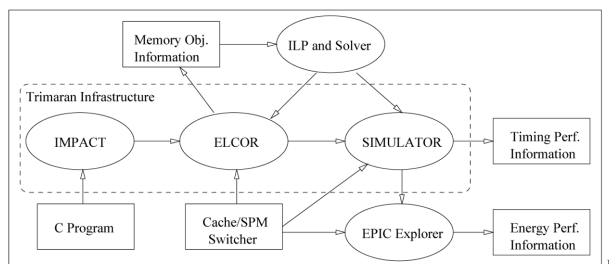 Memory Obj.
Information
ILP and Solver
Trimaran Infrastructure
IMPACT
ELCOR
SIMULATOR
Timing Perf.
Information
C Program
Cache/SPM
Switcher
EPIC Explorer
Energy Perf.
Information